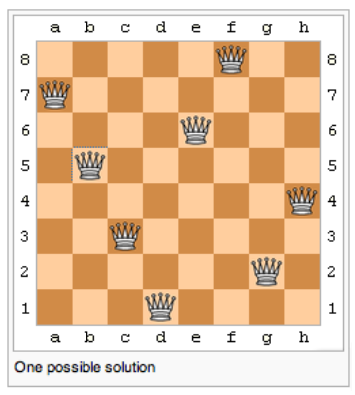 a b c d e f g h
8 8
7 7
6 6
5 5
4 4
3 3
2 2
1 1
a b c d e f g h
One possible solution